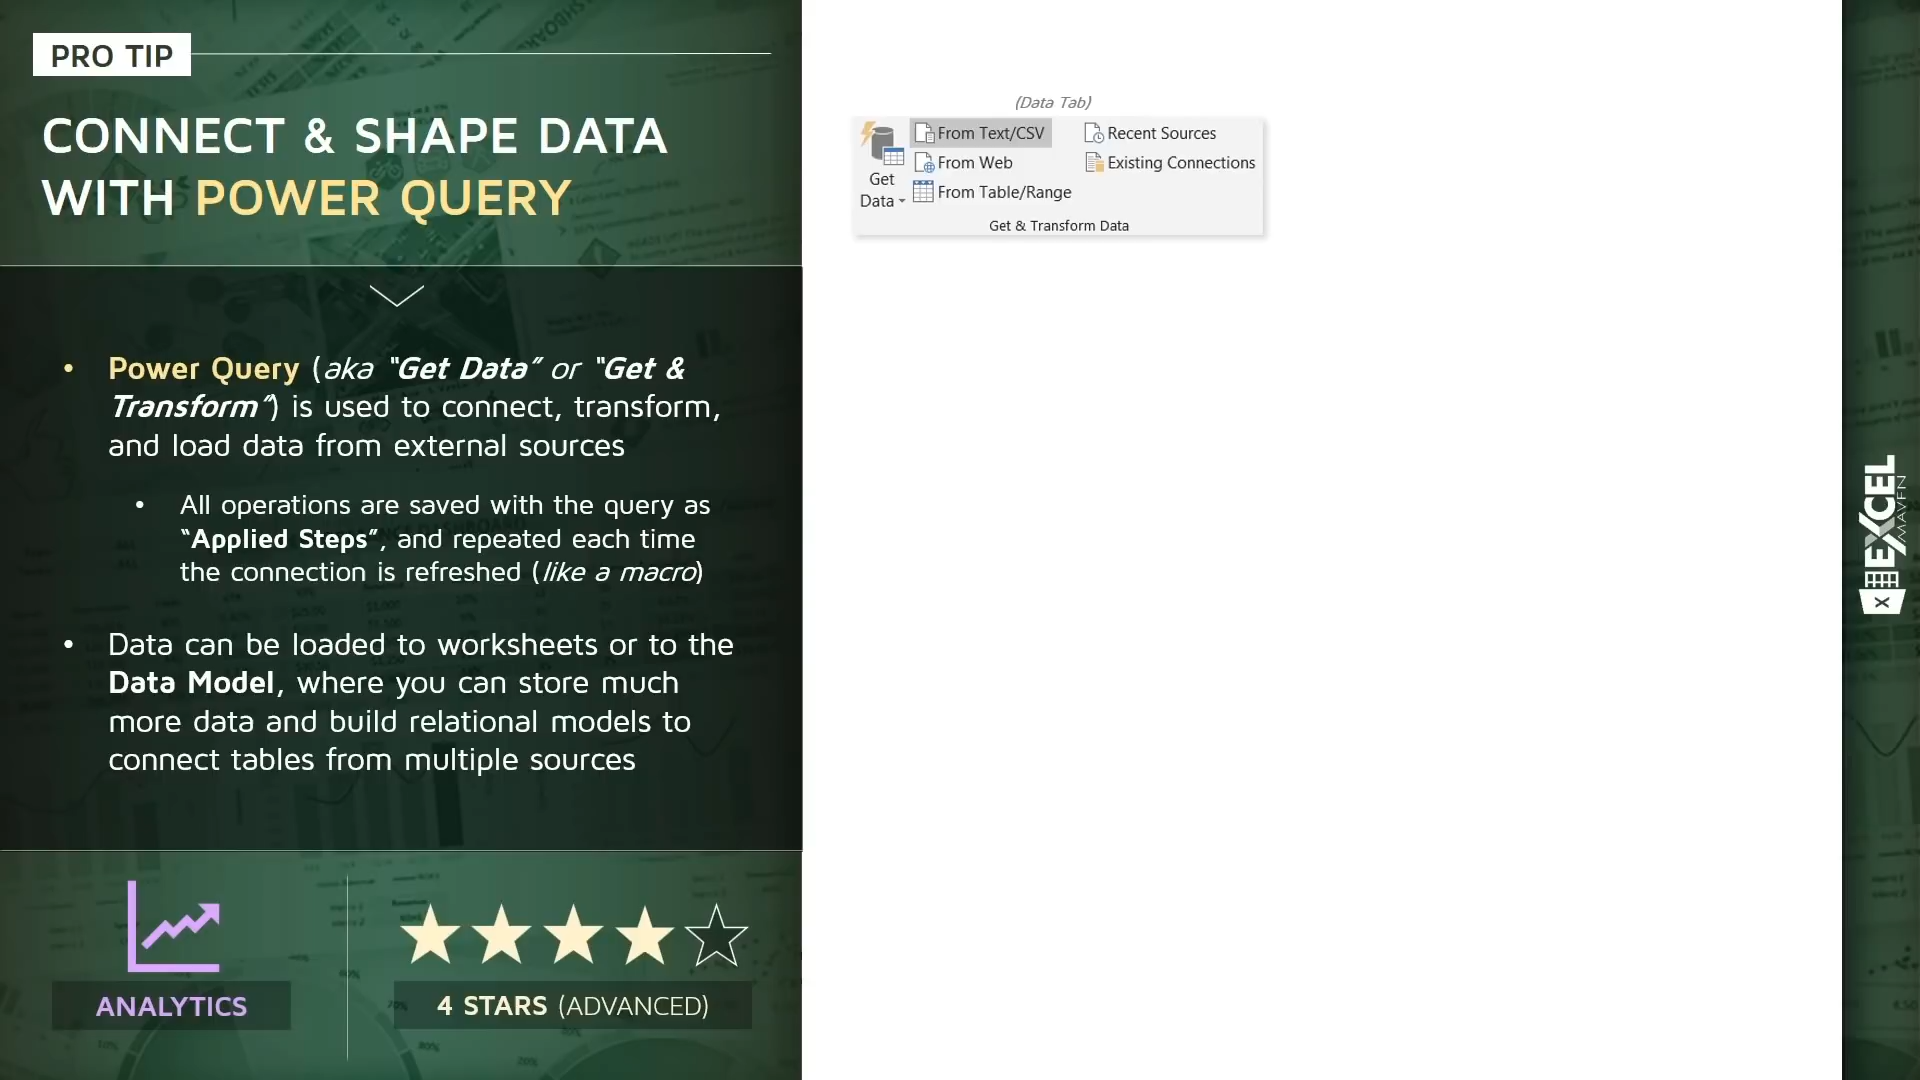 PRO TIP
CONNECT & SHAPE DATA
WITH POWER QUERY
• Power Query (aka “Get Data” or “Get &
Transform”) is used to connect, transform,
and load data from external sources
• All operations are saved with the query as
“Applied Steps”, and repeated each time
the connection is refreshed (like a macro)
• Data can be loaded to worksheets or to the
Data Model, where you can store much
more data and build relational models to
connect tables from multiple sources
ANALYTICS
4 STARS (ADVANCED)
(Data Tab)
Get
Data
From Text/CSV
From Web
From Table/Range
Recent Sources
Existing Connections
Get & Transform Data
EXCEL
MAVEN